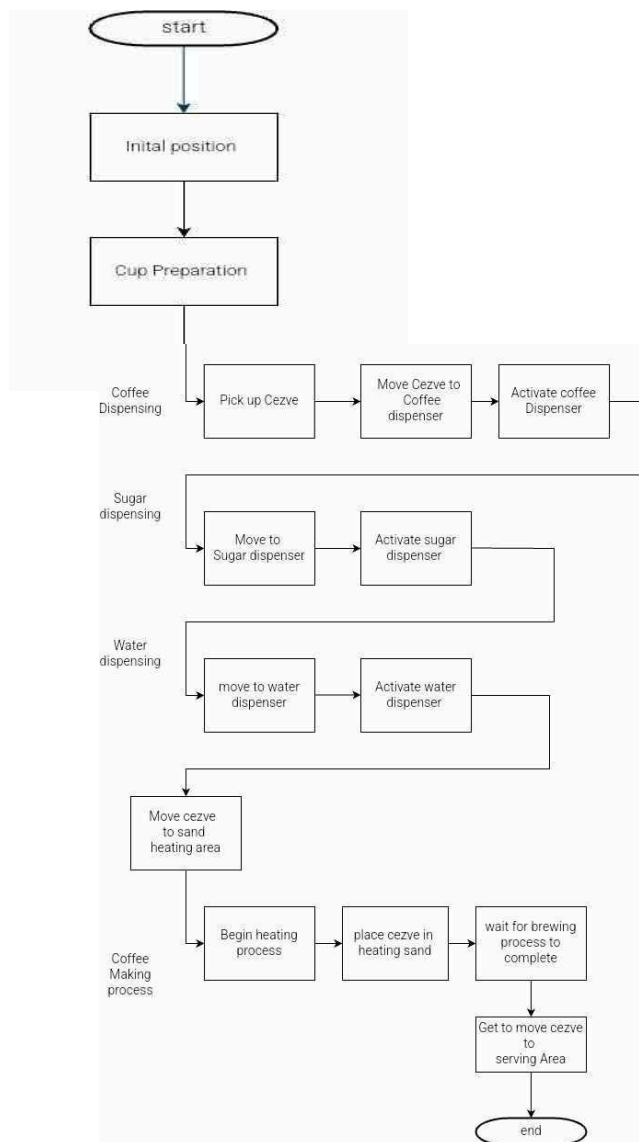 start
Inital position
Cup Preparation
Coffee
Dispensing
Pick up Cezve
Move Cezve to
Coffee
dispenser
Activate coffee
Dispenser
Sugar
dispensing
Move to
Sugar dispenser
Activate sugar
dispenser
Water
dispensing
move to water
dispenser
Activate water
dispenser
Move cezve
to sand
heating area
Coffee
Making
process
Begin heating
process
place cezve in
heating sand
wait for brewing
process to
complete
Get to move cezve
to
serving Area
end